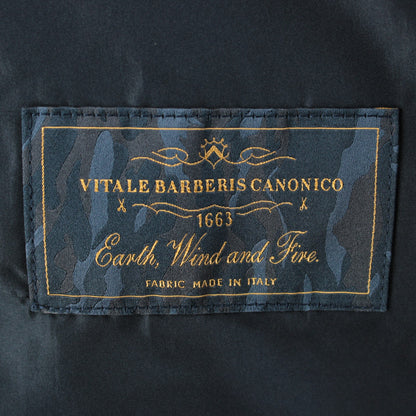 VITALE BARBERIS CANONICO
1663
Earth, Wind and Fire.
FABRIC MADE IN ITALY